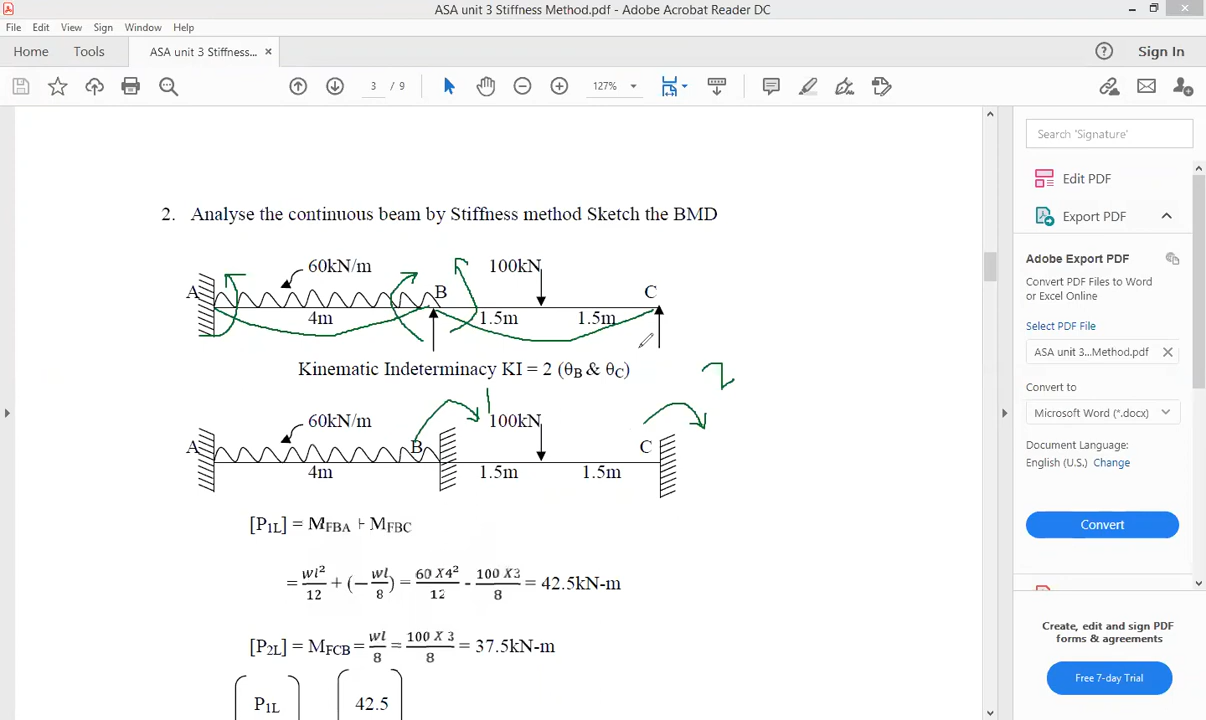 ASA unit 3 Stiffness Method.pdf - Adobe Acrobat Reader DC
File Edit View Sign Window Help
Home Tools ASA unit 3 Stiffness... × ? Sign In
3 / 9 127%
Search 'Signature'
Edit PDF
Export PDF
Adobe Export PDF
Convert PDF Files to Word
or Excel Online
Select PDF File
ASA unit 3...Method.pdf ×
Convert to
Microsoft Word (*.docx)
Document Language:
English (U.S.) Change
Convert
Create, edit and sign PDF
forms & agreements
Free 7-day Trial
2. Analyse the continuous beam by Stiffness method Sketch the BMD
60kN/m 100kN
A B C
4m 1.5m 1.5m
Kinematic Indeterminacy KI = 2 (θB & θC)
2
1
60kN/m 100kN
A B C
4m 1.5m 1.5m
[P1L] = MFBA + MFBC
= wl²/12 + (− wl/8) = 60 X4²/12 - 100 X3/8 = 42.5kN-m
[P2L] = MFCB = wl/8 = 100 X 3/8 = 37.5kN-m
P1L 42.5